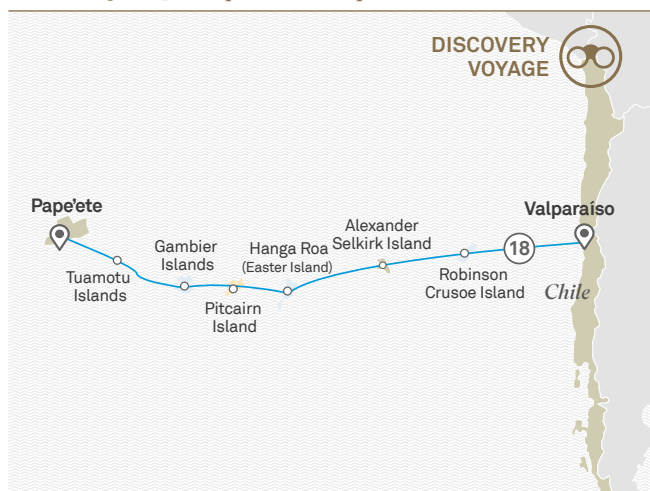 DISCOVERY
VOYAGE
Pape'ete
Valparaíso
Alexander
Selkirk Island
Gambier
Islands
Hanga Roa
(Easter Island)
18
Tuamotu
Islands
Robinson
Crusoe Island
Chile
Pitcairn
Island